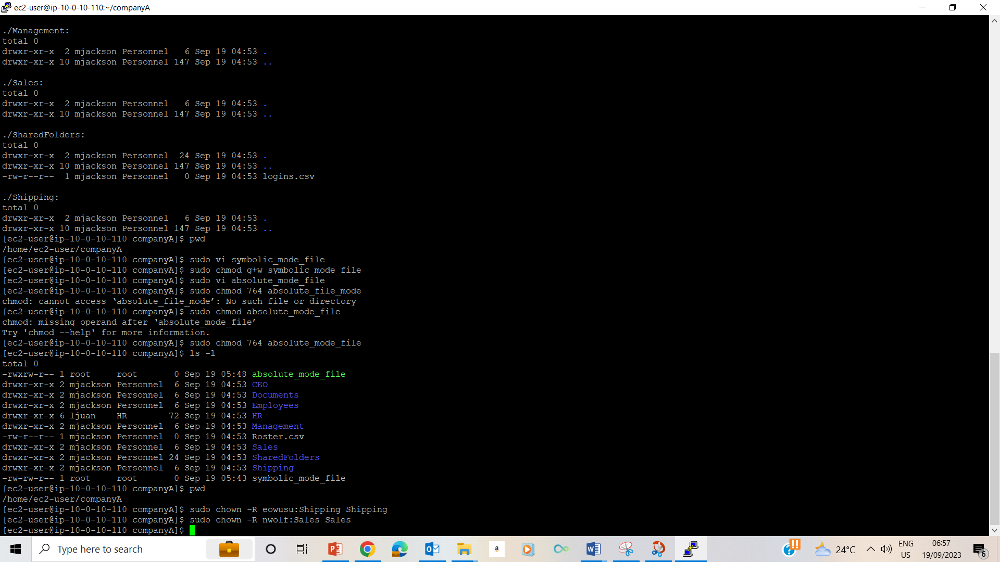 ec2-user@ip-10-0-10-110:~/companyA
./Management:
total 0
drwxr-xr-x  2 mjackson Personnel   6 Sep 19 04:53 .
drwxr-xr-x 10 mjackson Personnel 147 Sep 19 04:53 ..
./Sales:
total 0
drwxr-xr-x  2 mjackson Personnel   6 Sep 19 04:53 .
drwxr-xr-x 10 mjackson Personnel 147 Sep 19 04:53 ..
./SharedFolders:
total 0
drwxr-xr-x  2 mjackson Personnel  24 Sep 19 04:53 .
drwxr-xr-x 10 mjackson Personnel 147 Sep 19 04:53 ..
-rw-r--r--  1 mjackson Personnel   0 Sep 19 04:53 logins.csv
./Shipping:
total 0
drwxr-xr-x  2 mjackson Personnel   6 Sep 19 04:53 .
drwxr-xr-x 10 mjackson Personnel 147 Sep 19 04:53 ..
[ec2-user@ip-10-0-10-110 companyA]$ pwd
/home/ec2-user/companyA
[ec2-user@ip-10-0-10-110 companyA]$ sudo vi symbolic_mode_file
[ec2-user@ip-10-0-10-110 companyA]$ sudo chmod g+w symbolic_mode_file
[ec2-user@ip-10-0-10-110 companyA]$ sudo vi absolute_mode_file
[ec2-user@ip-10-0-10-110 companyA]$ sudo chmod 764 absolute_file_mode
chmod: cannot access ‘absolute_file_mode’: No such file or directory
[ec2-user@ip-10-0-10-110 companyA]$ sudo chmod absolute_mode_file
chmod: missing operand after ‘absolute_mode_file’
Try 'chmod --help' for more information.
[ec2-user@ip-10-0-10-110 companyA]$ sudo chmod 764 absolute_mode_file
[ec2-user@ip-10-0-10-110 companyA]$ ls -l
total 0
-rwxrw-r-- 1 root     root       0 Sep 19 05:48 absolute_mode_file
drwxr-xr-x 2 mjackson Personnel  6 Sep 19 04:53 CEO
drwxr-xr-x 2 mjackson Personnel  6 Sep 19 04:53 Documents
drwxr-xr-x 2 mjackson Personnel  6 Sep 19 04:53 Employees
drwxr-xr-x 6 ljuan    HR        72 Sep 19 04:53 HR
drwxr-xr-x 2 mjackson Personnel  6 Sep 19 04:53 Management
-rw-r--r-- 1 mjackson Personnel  0 Sep 19 04:53 Roster.csv
drwxr-xr-x 2 mjackson Personnel  6 Sep 19 04:53 Sales
drwxr-xr-x 2 mjackson Personnel 24 Sep 19 04:53 SharedFolders
drwxr-xr-x 2 mjackson Personnel  6 Sep 19 04:53 Shipping
-rw-rw-r-- 1 root     root       0 Sep 19 05:43 symbolic_mode_file
[ec2-user@ip-10-0-10-110 companyA]$ pwd
/home/ec2-user/companyA
[ec2-user@ip-10-0-10-110 companyA]$ sudo chown -R eowusu:Shipping Shipping
[ec2-user@ip-10-0-10-110 companyA]$ sudo chown -R nwolf:Sales Sales
[ec2-user@ip-10-0-10-110 companyA]$
Type here to search
a
24°C
ENG
US
06:57
19/09/2023
6